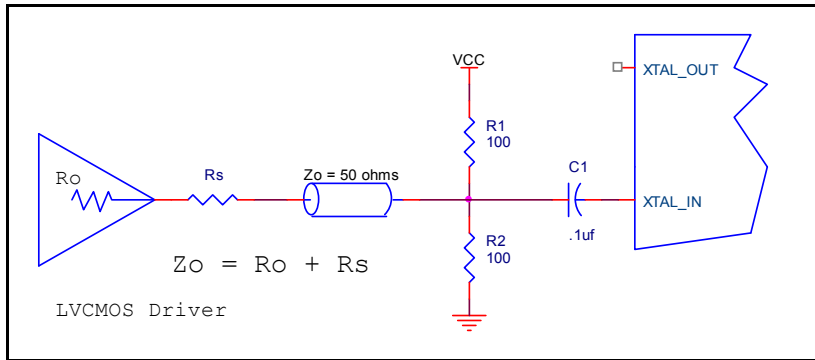 VCC
XTAL_OUT
R1
100
Ro
Rs
Zo = 50 ohms
C1
XTAL_IN
.1uf
R2
100
Zo = Ro + Rs
LVCMOS Driver